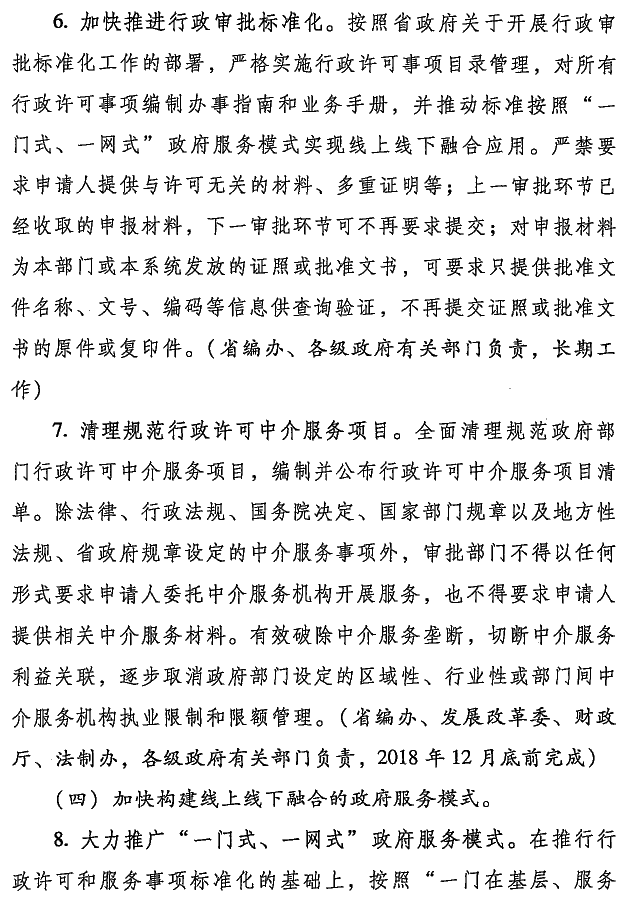 6. 加快推进行政审批标准化。按照省政府关于开展行政审
批标准化工作的部署，严格实施行政许可事项目录管理，对所有
行政许可事项编制办事指南和业务手册，并推动标准按照“一
门式、一网式”政府服务模式实现线上线下融合应用。严禁要
求申请人提供与许可无关的材料、多重证明等；上一审批环节已
经收取的申报材料，下一审批环节可不再要求提交；对申报材料
为本部门或本系统发放的证照或批准文书，可要求只提供批准文
件名称、文号、编码等信息供查询验证，不再提交证照或批准文
书的原件或复印件。（省编办、各级政府有关部门负责，长期工
作）
7. 清理规范行政许可中介服务项目。全面清理规范政府部
门行政许可中介服务项目，编制并公布行政许可中介服务项目清
单。除法律、行政法规、国务院决定、国家部门规章以及地方性
法规、省政府规章设定的中介服务事项外，审批部门不得以任何
形式要求申请人委托中介服务机构开展服务，也不得要求申请人
提供相关中介服务材料。有效破除中介服务垄断，切断中介服务
利益关联，逐步取消政府部门设定的区域性、行业性或部门间中
介服务机构执业限制和限额管理。（省编办、发展改革委、财政
厅、法制办，各级政府有关部门负责，2018 年 12 月底前完成）
（四）加快构建线上线下融合的政府服务模式。
8. 大力推广“一门式、一网式”政府服务模式。在推行行
政许可和服务事项标准化的基础上，按照“一门在基层、服务